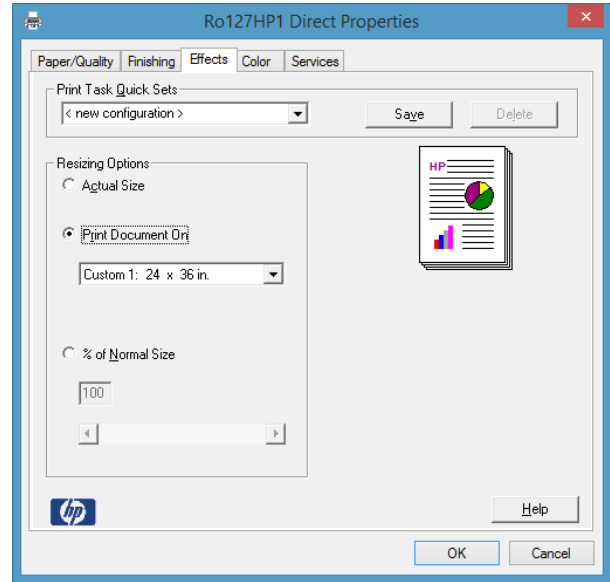 Ro127HP1 Direct Properties
Paper/Quality Finishing Effects Color Services
Print Task Quick Sets
< new configuration > Save Delete
Resizing Options
Actual Size
HP
Print Document On
Custom 1: 24 x 36 in.
% of Normal Size
100
hp
Help
OK Cancel